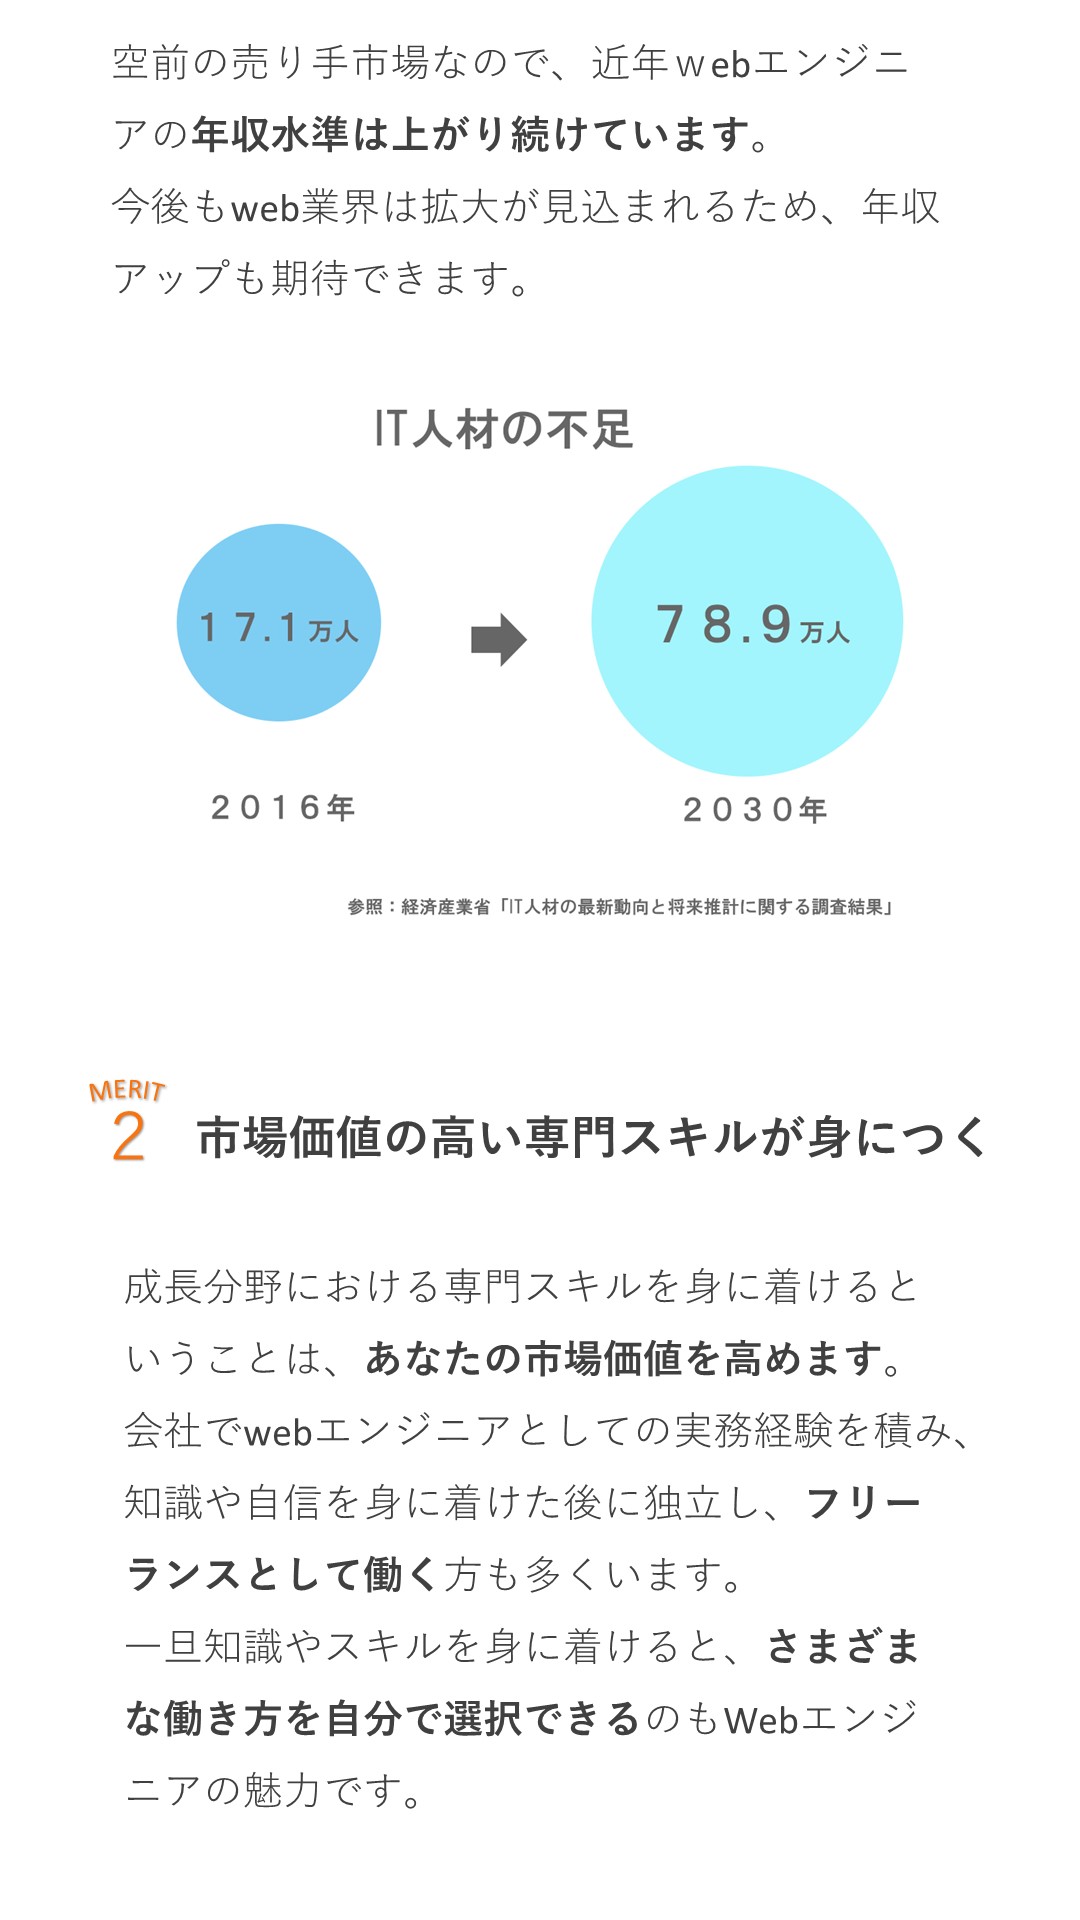 空前の売り手市場なので、近年ｗebエンジニ
アの年収水準は上がり続けています。
今後もweb業界は拡大が見込まれるため、年収
アップも期待できます。
IT人材の不足
１７.１万人
７８.９万人
２０１６年
２０３０年
参照：経済産業省「IT人材の最新動向と将来推計に関する調査結果」
MERIT
2 市場価値の高い専門スキルが身につく
成長分野における専門スキルを身に着けると
いうことは、あなたの市場価値を高めます。
会社でwebエンジニアとしての実務経験を積み、
知識や自信を身に着けた後に独立し、フリー
ランスとして働く方も多くいます。
一旦知識やスキルを身に着けると、さまざま
な働き方を自分で選択できるのもWebエンジ
ニアの魅力です。